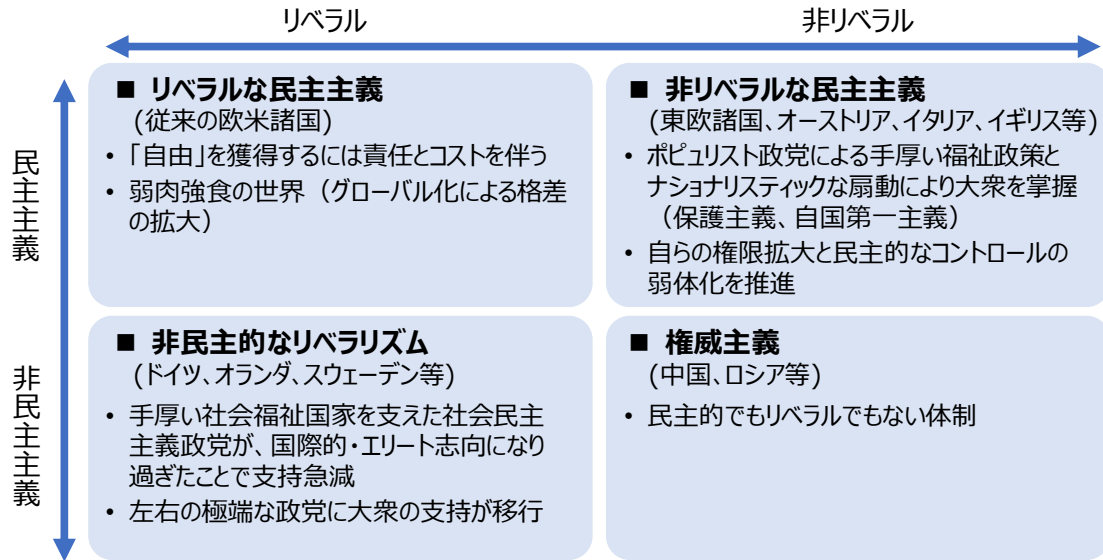 リベラル
非リベラル
民主主義
■ リベラルな民主主義
(従来の欧米諸国)
• 「自由」を獲得するには責任とコストを伴う
• 弱肉強食の世界（グローバル化による格差
の拡大）
■ 非リベラルな民主主義
(東欧諸国、オーストリア、イタリア、イギリス等)
• ポピュリスト政党による手厚い福祉政策と
ナショナリスティックな扇動により大衆を掌握
（保護主義、自国第一主義）
• 自らの権限拡大と民主的なコントロールの
弱体化を推進
非民主主義
■ 非民主的なリベラリズム
(ドイツ、オランダ、スウェーデン等)
• 手厚い社会福祉国家を支えた社会民主
主義政党が、国際的・エリート志向になり
過ぎたことで支持急減
• 左右の極端な政党に大衆の支持が移行
■ 権威主義
(中国、ロシア等)
• 民主的でもリベラルでもない体制